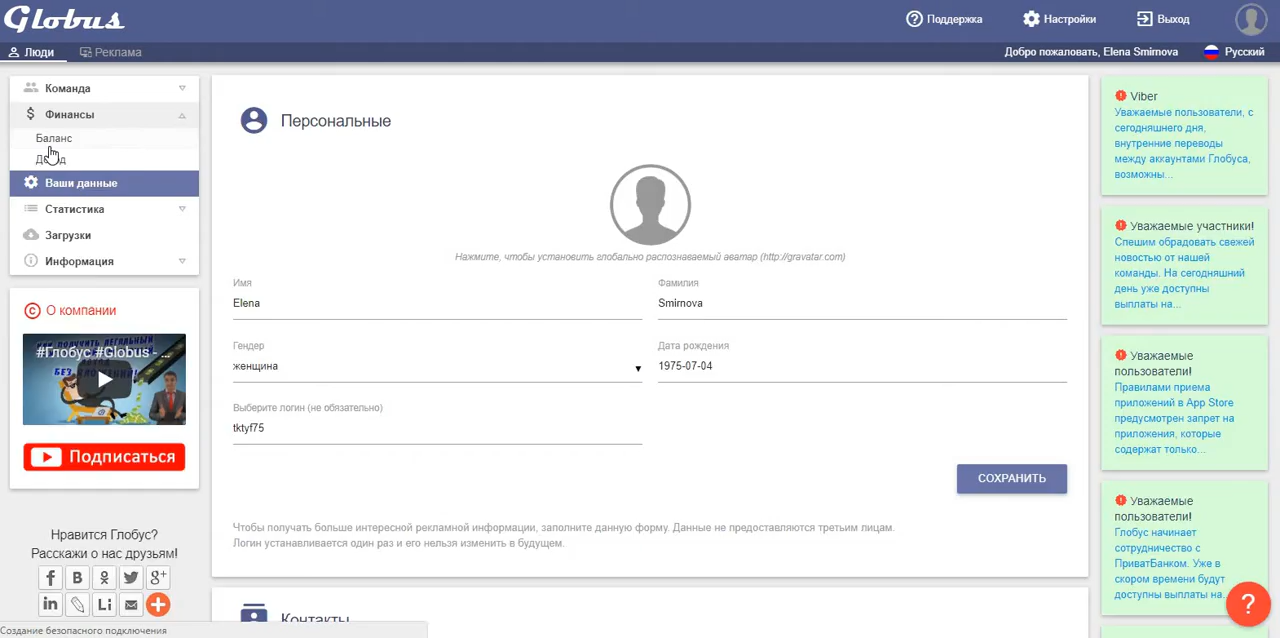 Globus
Поддержка
Настройки
Выход
Люди
Реклама
Добро пожаловать, Elena Smirnova
Русский
Команда
Финансы
Баланс
Ваши данные
Статистика
Загрузки
Информация
О компании
#Глобус #Globus - ...
Подписаться
Нравится Глобус?
Расскажи о нас друзьям!
Создание безопасного подключения
Персональные
Нажмите, чтобы установить глобально распознаваемый аватар (http://gravatar.com)
Имя
Elena
Фамилия
Smirnova
Гендер
женщина
Дата рождения
1975-07-04
Выберите логин (не обязательно)
tktyf75
СОХРАНИТЬ
Чтобы получать больше интересной рекламной информации, заполните данную форму. Данные не предоставляются третьим лицам.
Логин устанавливается один раз и его нельзя изменить в будущем.
Контакты
Viber
Уважаемые пользователи, с
сегодняшнего дня,
внутренние переводы
между аккаунтами Глобуса,
возможны...
Уважаемые участники!
Спешим обрадовать свежей
новостью от нашей
команды. На сегодняшний
день уже доступны
выплаты на...
Уважаемые
пользователи!
Правилами приема
приложений в App Store
предусмотрен запрет на
приложения, которые
содержат только...
Уважаемые
пользователи!
Глобус начинает
сотрудничество с
ПриватБанком. Уже в
скором времени будут
доступны выплаты на...
?